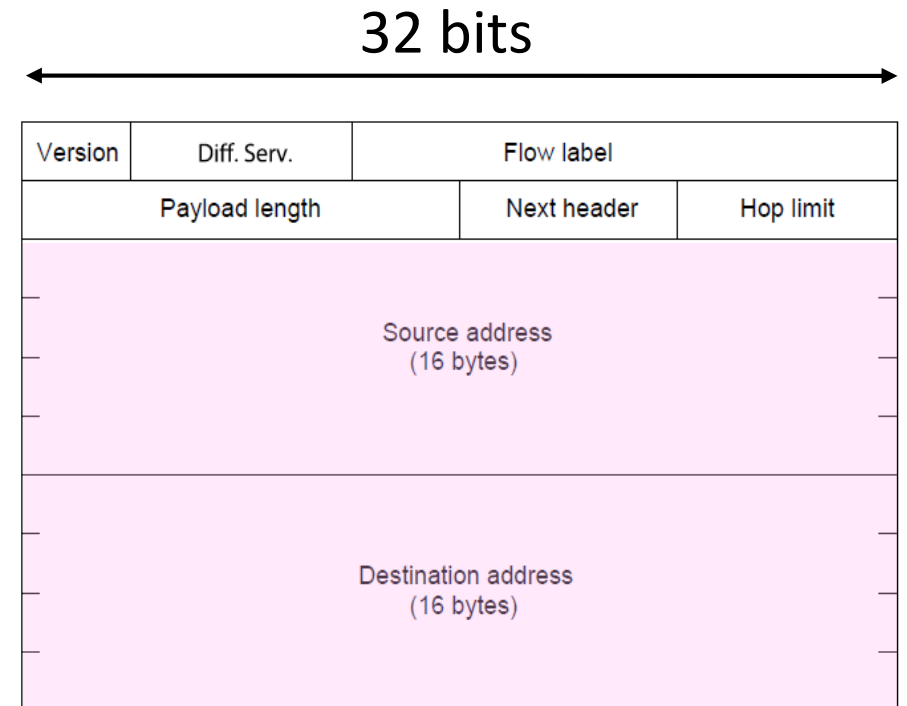 32 bits
Version Diff. Serv. Flow label
Payload length Next header Hop limit
Source address
(16 bytes)
Destination address
(16 bytes)